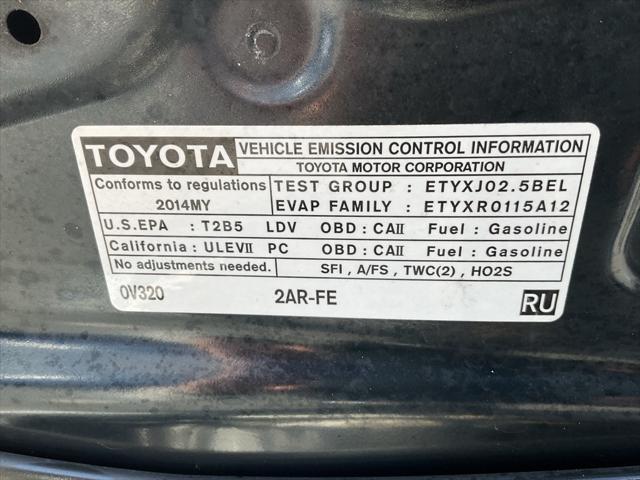 TOYOTA
VEHICLE EMISSION CONTROL INFORMATION
TOYOTA MOTOR CORPORATION
Conforms to regulations
2014MY
TEST GROUP : ETYXJ02.5BEL
EVAP FAMILY : ETYXR0115A12
U.S.EPA : T2B5 LDV OBD : CAII Fuel : Gasoline
California : ULEVII PC OBD : CAII Fuel : Gasoline
No adjustments needed. SFI , A/FS , TWC(2) , HO2S
0V320 2AR-FE RU